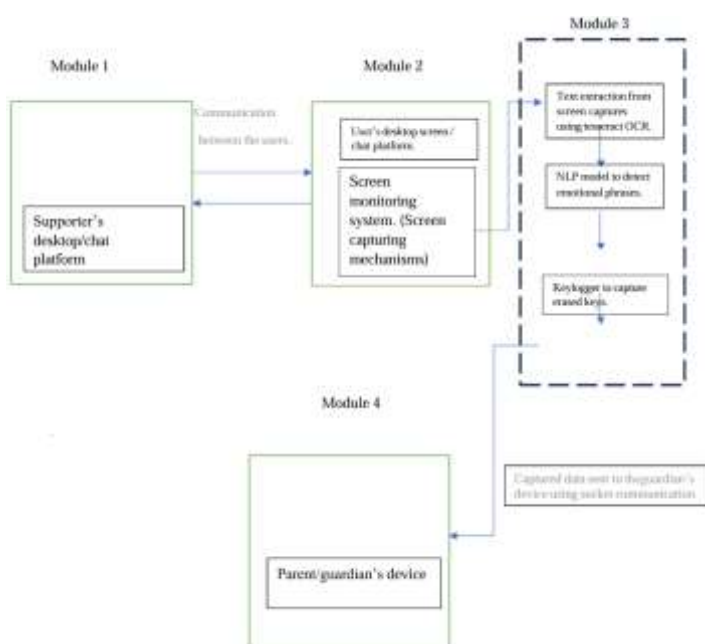 Module 3
Module 1
Module 2
Text extraction from
screen captures
using tesseract OCR.
Communication
between the users.
User's desktop screen /
chat platform.
NLP model to detect
emotional phrases.
Screen
monitoring
system. (Screen
capturing
mechanisms)
Supporter's
desktop/chat
platform
Keylogger to capture
erased keys.
Module 4
Captured data sent to theguardian's
device using socket communication
Parent/guardian's device